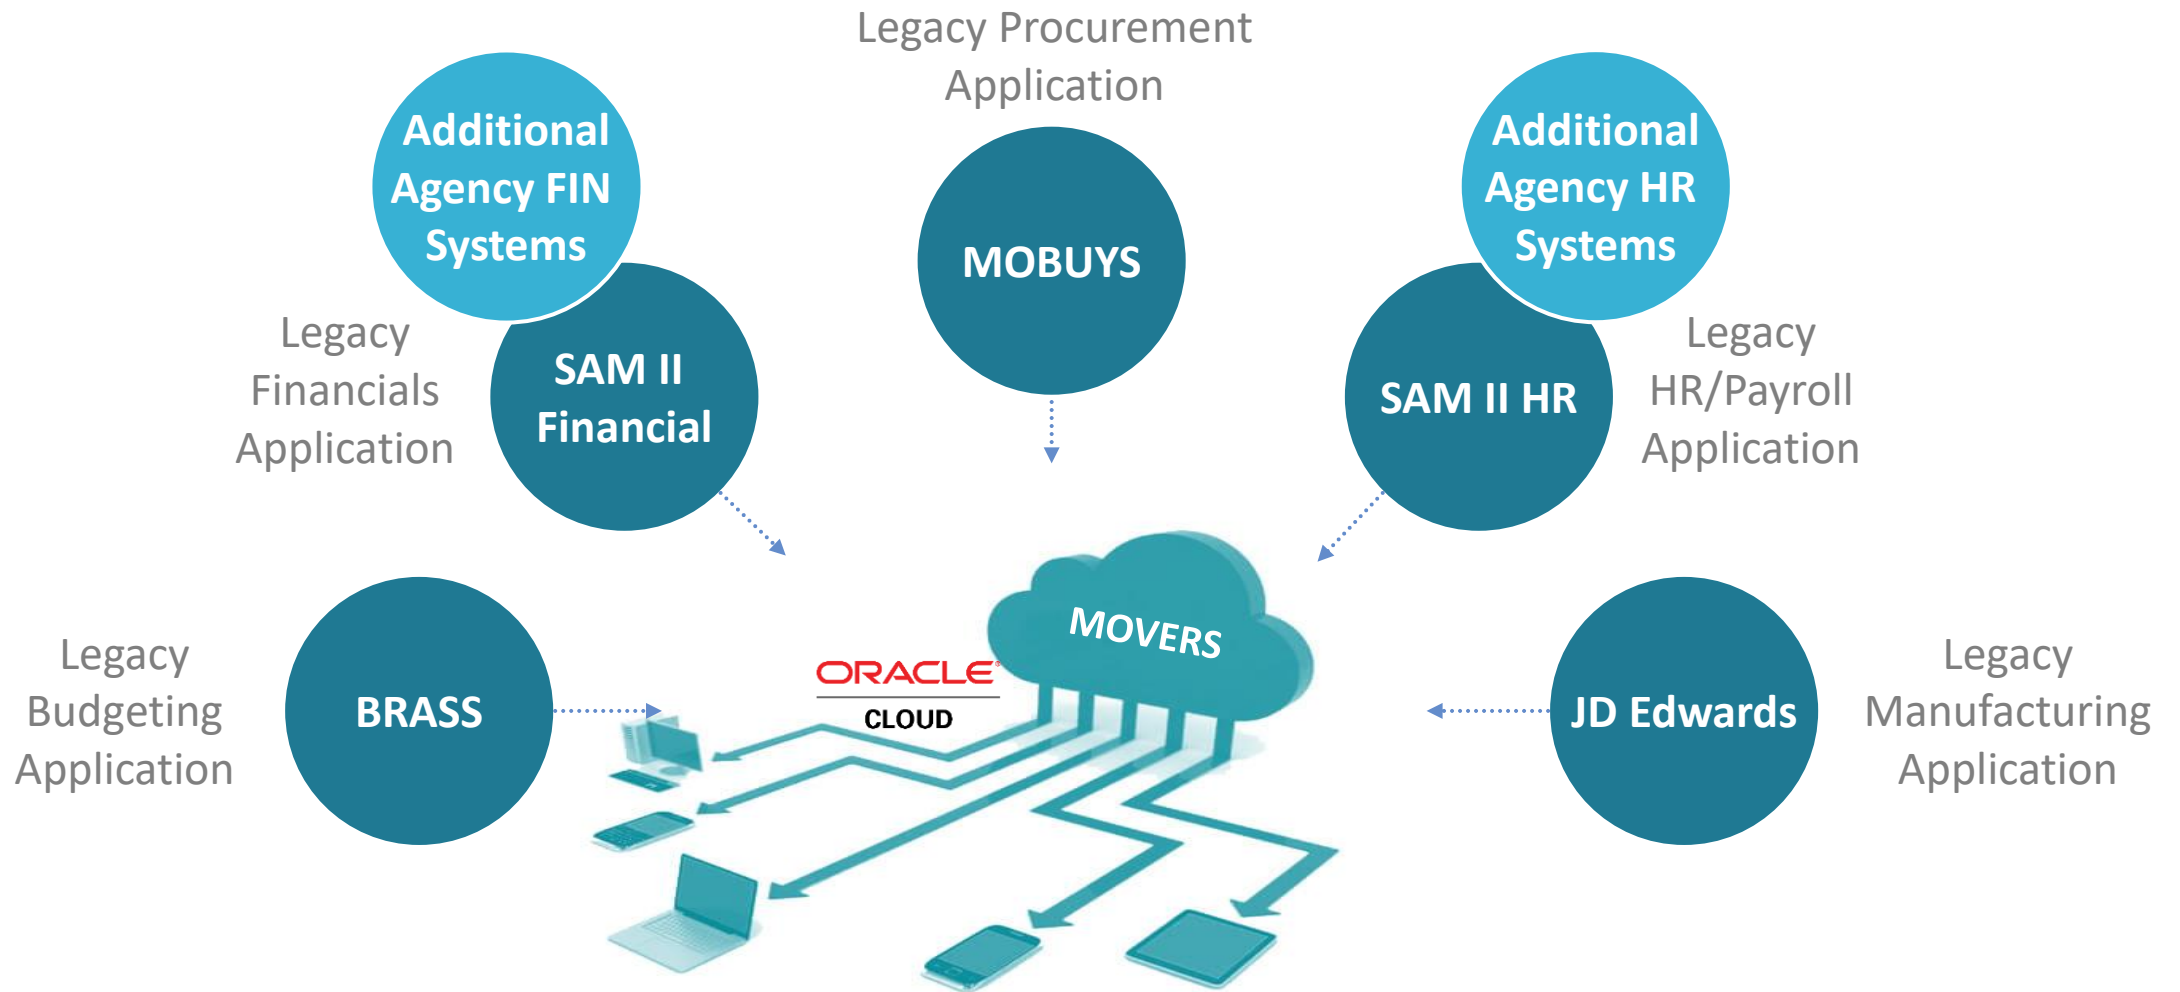 Legacy Procurement
Application
Additional
Agency FIN
Systems
MOBUYS
Additional
Agency HR
Systems
Legacy
Financials
Application
SAM II
Financial
SAM II HR
Legacy
HR/Payroll
Application
Legacy
Budgeting
Application
BRASS
ORACLE®
CLOUD
MOVERS
JD Edwards
Legacy
Manufacturing
Application